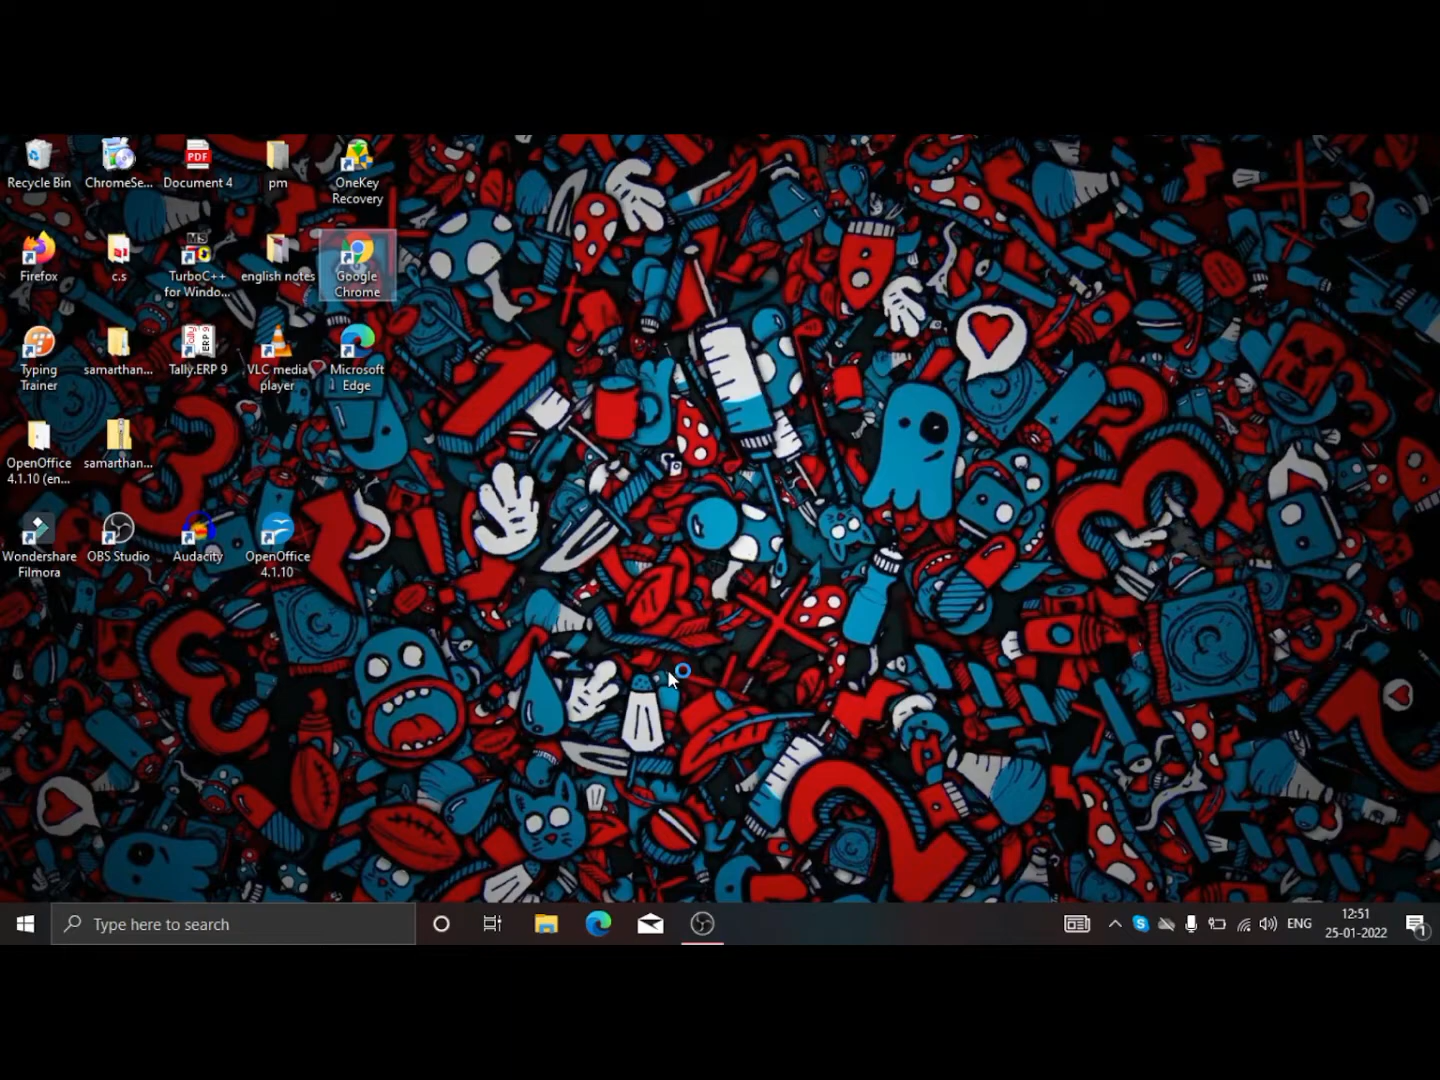 Recycle Bin
ChromeSe...
Document 4
pm
OneKey
Recovery
Firefox
c.s
TurboC++
for Windo...
english notes
Google
Chrome
Typing
Trainer
samarthan...
Tally.ERP 9
VLC media
player
Microsoft
Edge
OpenOffice
4.1.10 (en...
samarthan...
Wondershare
Filmora
OBS Studio
Audacity
OpenOffice
4.1.10
Type here to search
ENG
12:51
25-01-2022
1